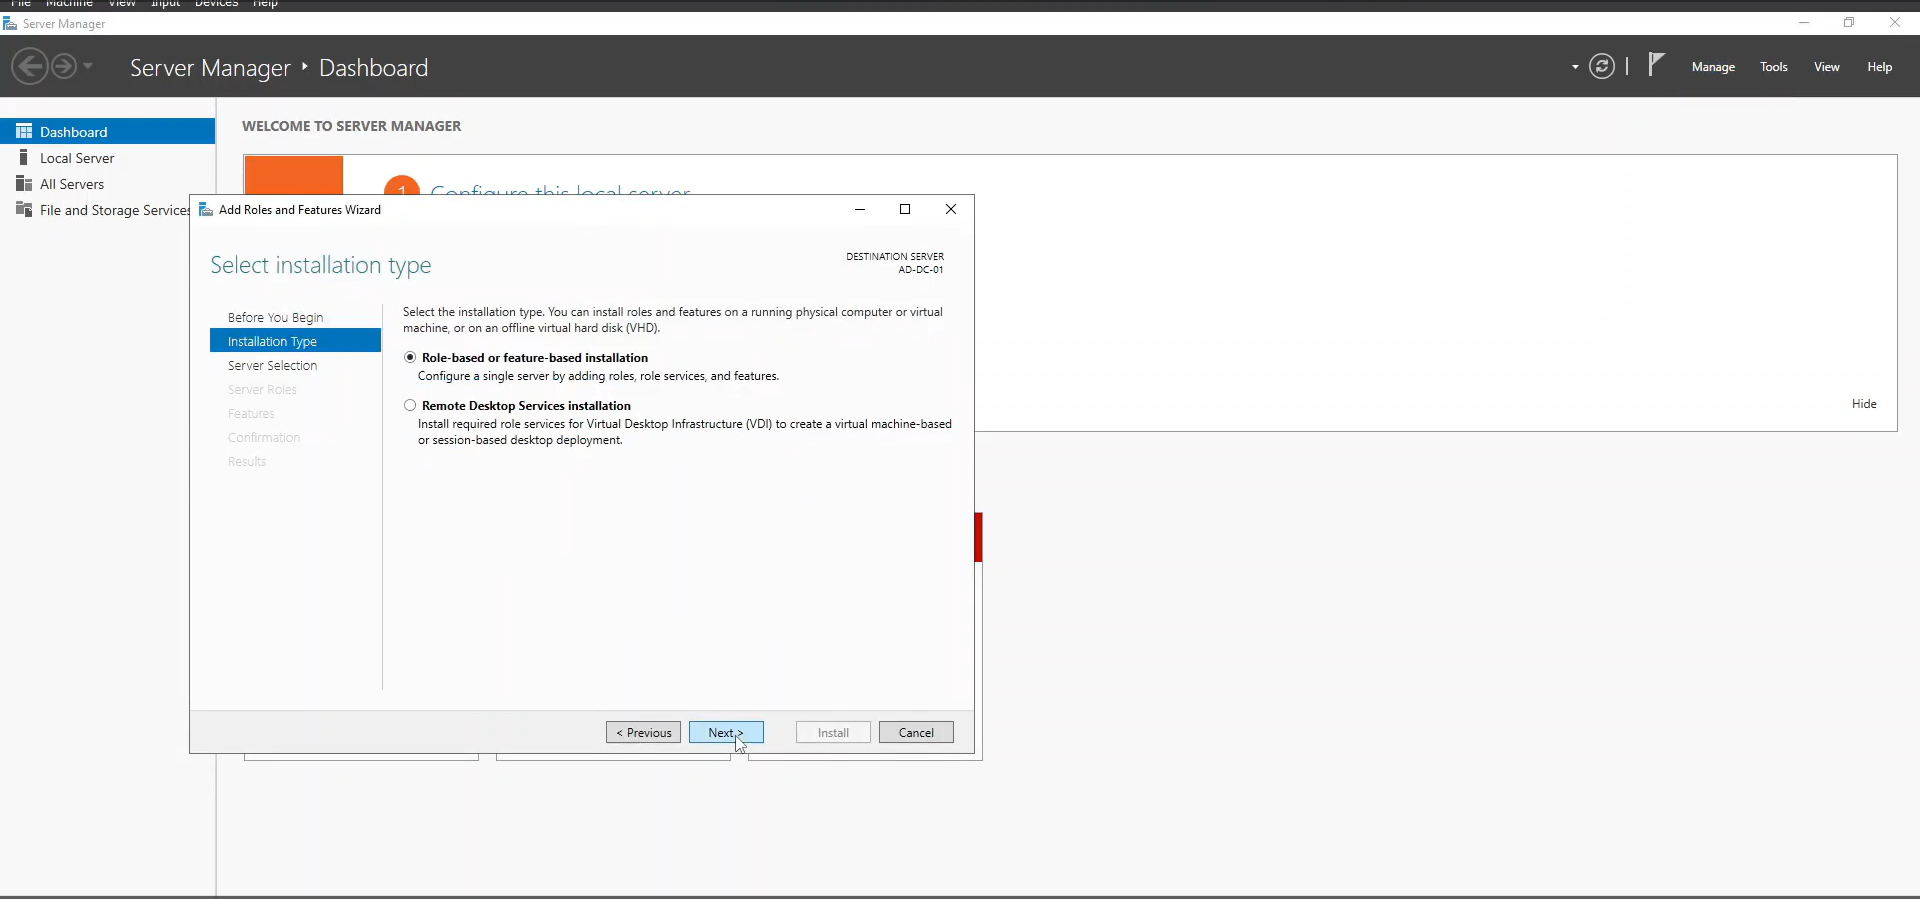 File Machine View Input Devices Help
Server Manager
Server Manager ‣ Dashboard
Manage Tools View Help
Dashboard
Local Server
All Servers
File and Storage Services
WELCOME TO SERVER MANAGER
1 Configure this local server
Hide
Add Roles and Features Wizard
Select installation type
DESTINATION SERVER
AD-DC-01
Before You Begin
Installation Type
Server Selection
Server Roles
Features
Confirmation
Results
Select the installation type. You can install roles and features on a running physical computer or virtual
machine, or on an offline virtual hard disk (VHD).
Role-based or feature-based installation
Configure a single server by adding roles, role services, and features.
Remote Desktop Services installation
Install required role services for Virtual Desktop Infrastructure (VDI) to create a virtual machine-based
or session-based desktop deployment.
< Previous
Next >
Install
Cancel